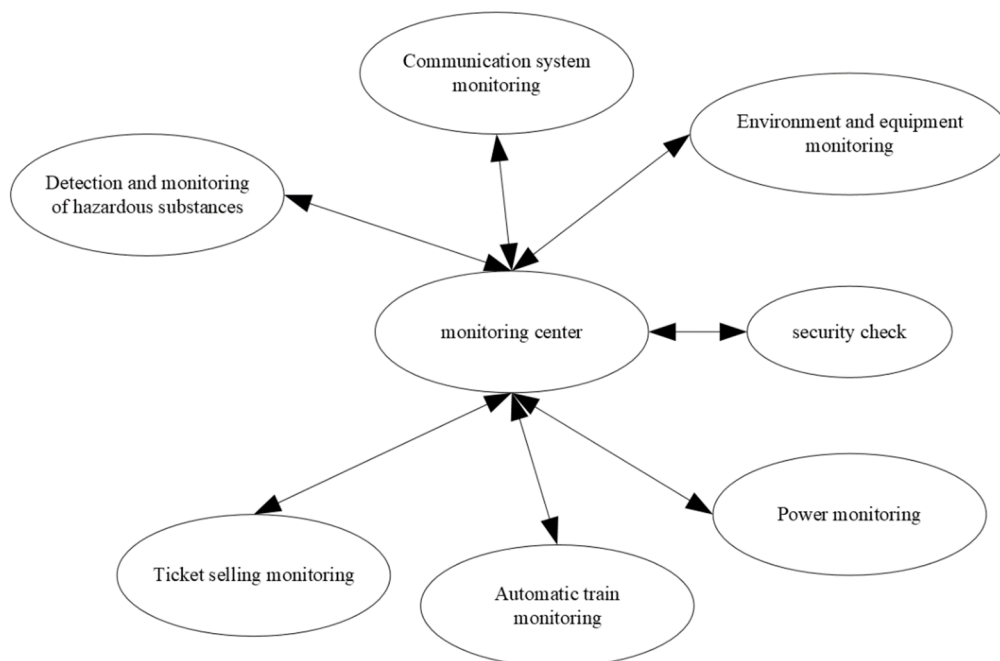 Communication system
monitoring
Environment and equipment
monitoring
Detection and monitoring
of hazardous substances
monitoring center
security check
Power monitoring
Ticket selling monitoring
Automatic train
monitoring